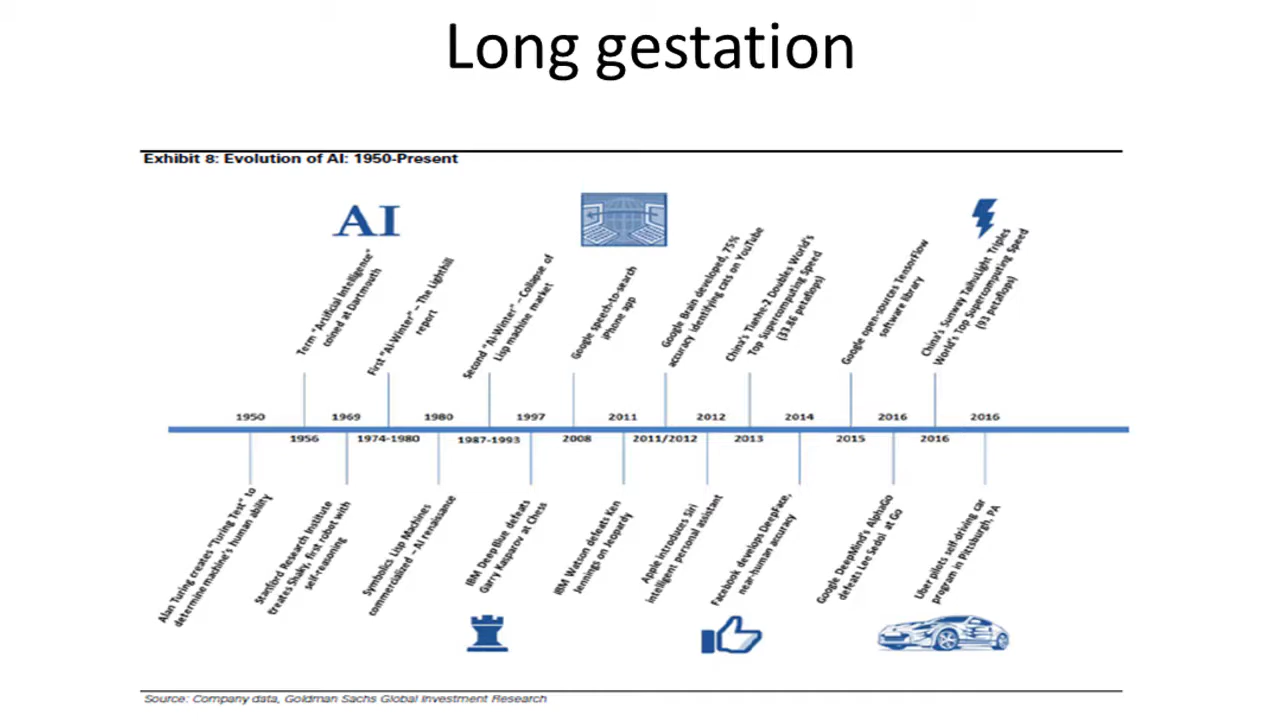 Long gestation
Exhibit 8: Evolution of AI: 1950-Present
AI
Term "Artificial Intelligence"
coined at Dartmouth
First "AI-Winter" – The Lighthill
report
Second "AI-Winter" – Collapse of
Lisp machine market
Google speech-to-search
iPhone app
Google Brain developed, 75%
accuracy identifying cats on YouTube
China's Tianhe-2 Doubles World's
Top Supercomputing Speed
(33.86 petaflops)
Google open-sources TensorFlow
software library
China's Sunway TaihuLight Triples
World's Top Supercomputing Speed
(93 petaflops)
1950 1969 1980 1997 2011 2012 2014 2016 2016
1956 1974-1980 1987-1993 2008 2011/2012 2013 2015 2016
Alan Turing creates "Turing Test" to
determine machine's human ability
Stanford Research Institute
creates Shaky, first robot with
self-reasoning
Symbolics Lisp Machines
commercialized – AI renaissance
IBM Deep Blue defeats
Garry Kasparov at Chess
IBM Watson defeats Ken
Jennings on Jeopardy
Apple introduces Siri
intelligent personal assistant
Facebook develops DeepFace,
near-human accuracy
Google DeepMind's AlphaGo
defeats Lee Sedol at Go
Uber pilots self-driving car
program in Pittsburgh, PA
Source: Company data, Goldman Sachs Global Investment Research